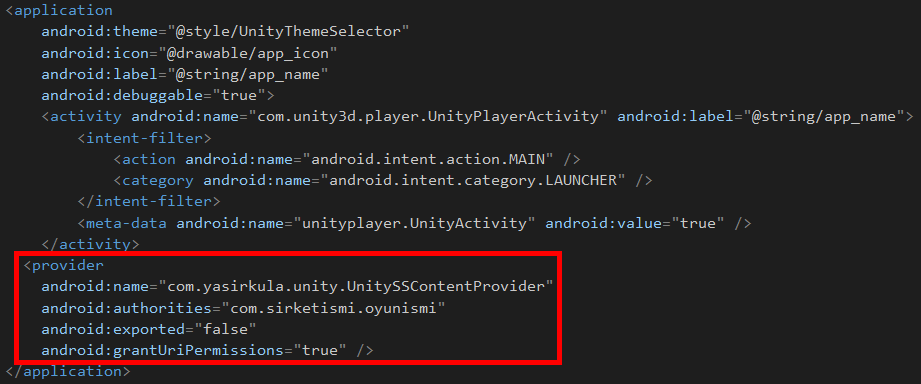 <application
android:theme="@style/UnityThemeSelector"
android:icon="@drawable/app_icon"
android:label="@string/app_name"
android:debuggable="true">
<activity android:name="com.unity3d.player.UnityPlayerActivity" android:label="@string/app_name">
<intent-filter>
<action android:name="android.intent.action.MAIN" />
<category android:name="android.intent.category.LAUNCHER" />
</intent-filter>
<meta-data android:name="unityplayer.UnityActivity" android:value="true" />
</activity>
<provider
android:name="com.yasirkula.unity.UnitySSContentProvider"
android:authorities="com.sirketismi.oyunismi"
android:exported="false"
android:grantUriPermissions="true" />
</application>